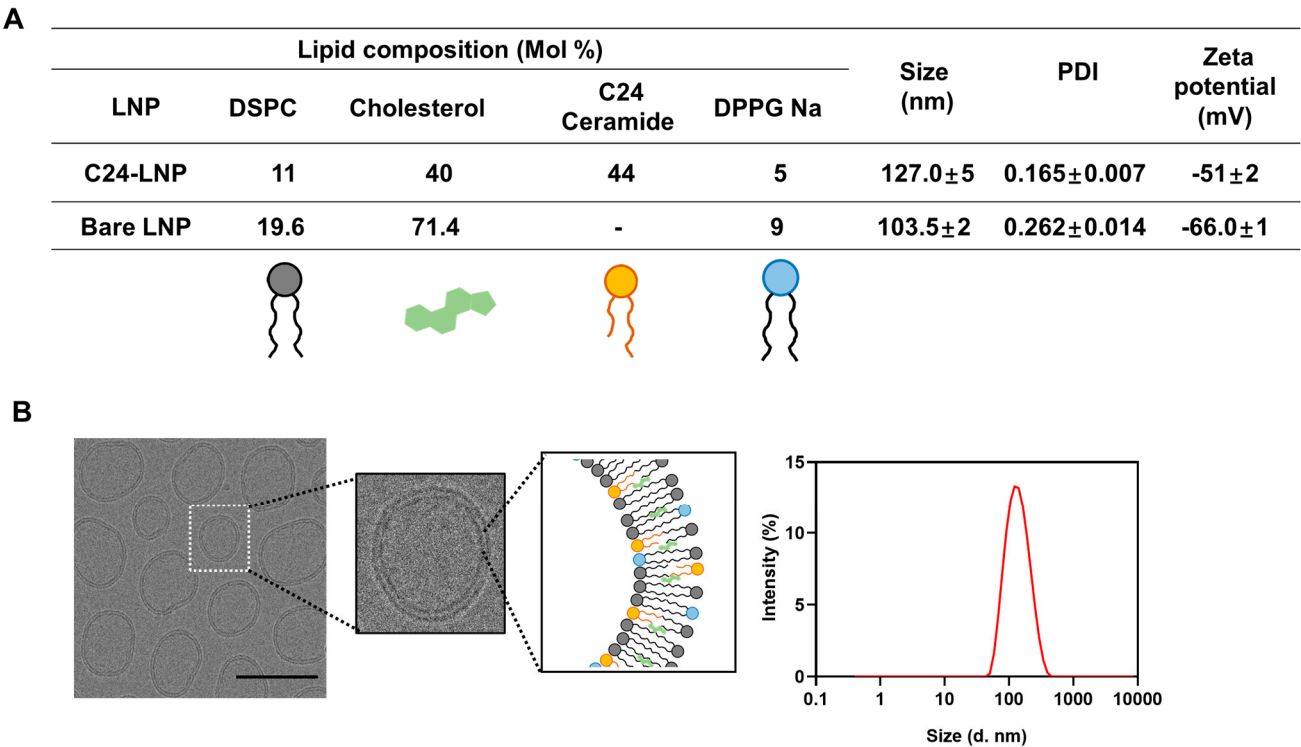 A
Lipid composition (Mol %)
Size
(nm)
PDI
Zeta
potential
(mV)
LNP
DSPC
Cholesterol
C24
Ceramide
DPPG Na
C24-LNP 11 40 44 5 127.0±5 0.165±0.007 -51±2
Bare LNP 19.6 71.4 - 9 103.5±2 0.262±0.014 -66.0±1
B
15
10
5
0
Intensity (%)
0.1 1 10 100 1000 10000
Size (d. nm)